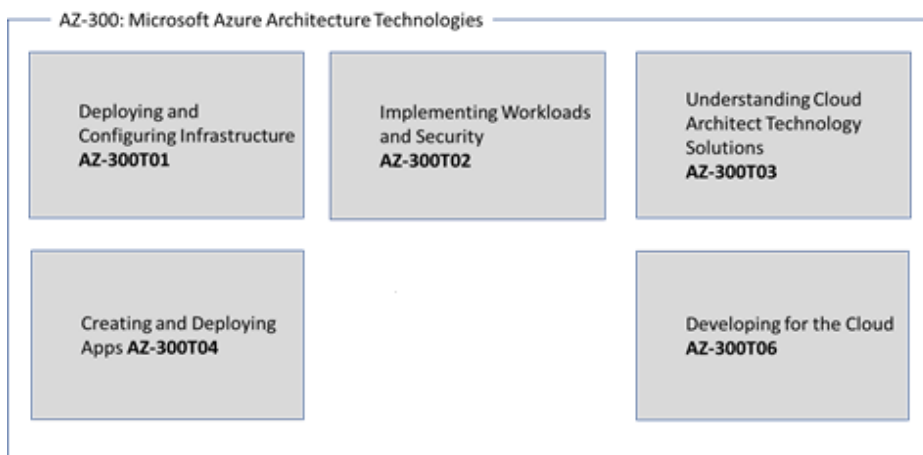 AZ-300: Microsoft Azure Architecture Technologies
Deploying and
Configuring Infrastructure
AZ-300T01
Implementing Workloads
and Security
AZ-300T02
Understanding Cloud
Architect Technology
Solutions
AZ-300T03
Creating and Deploying
Apps AZ-300T04
Developing for the Cloud
AZ-300T06